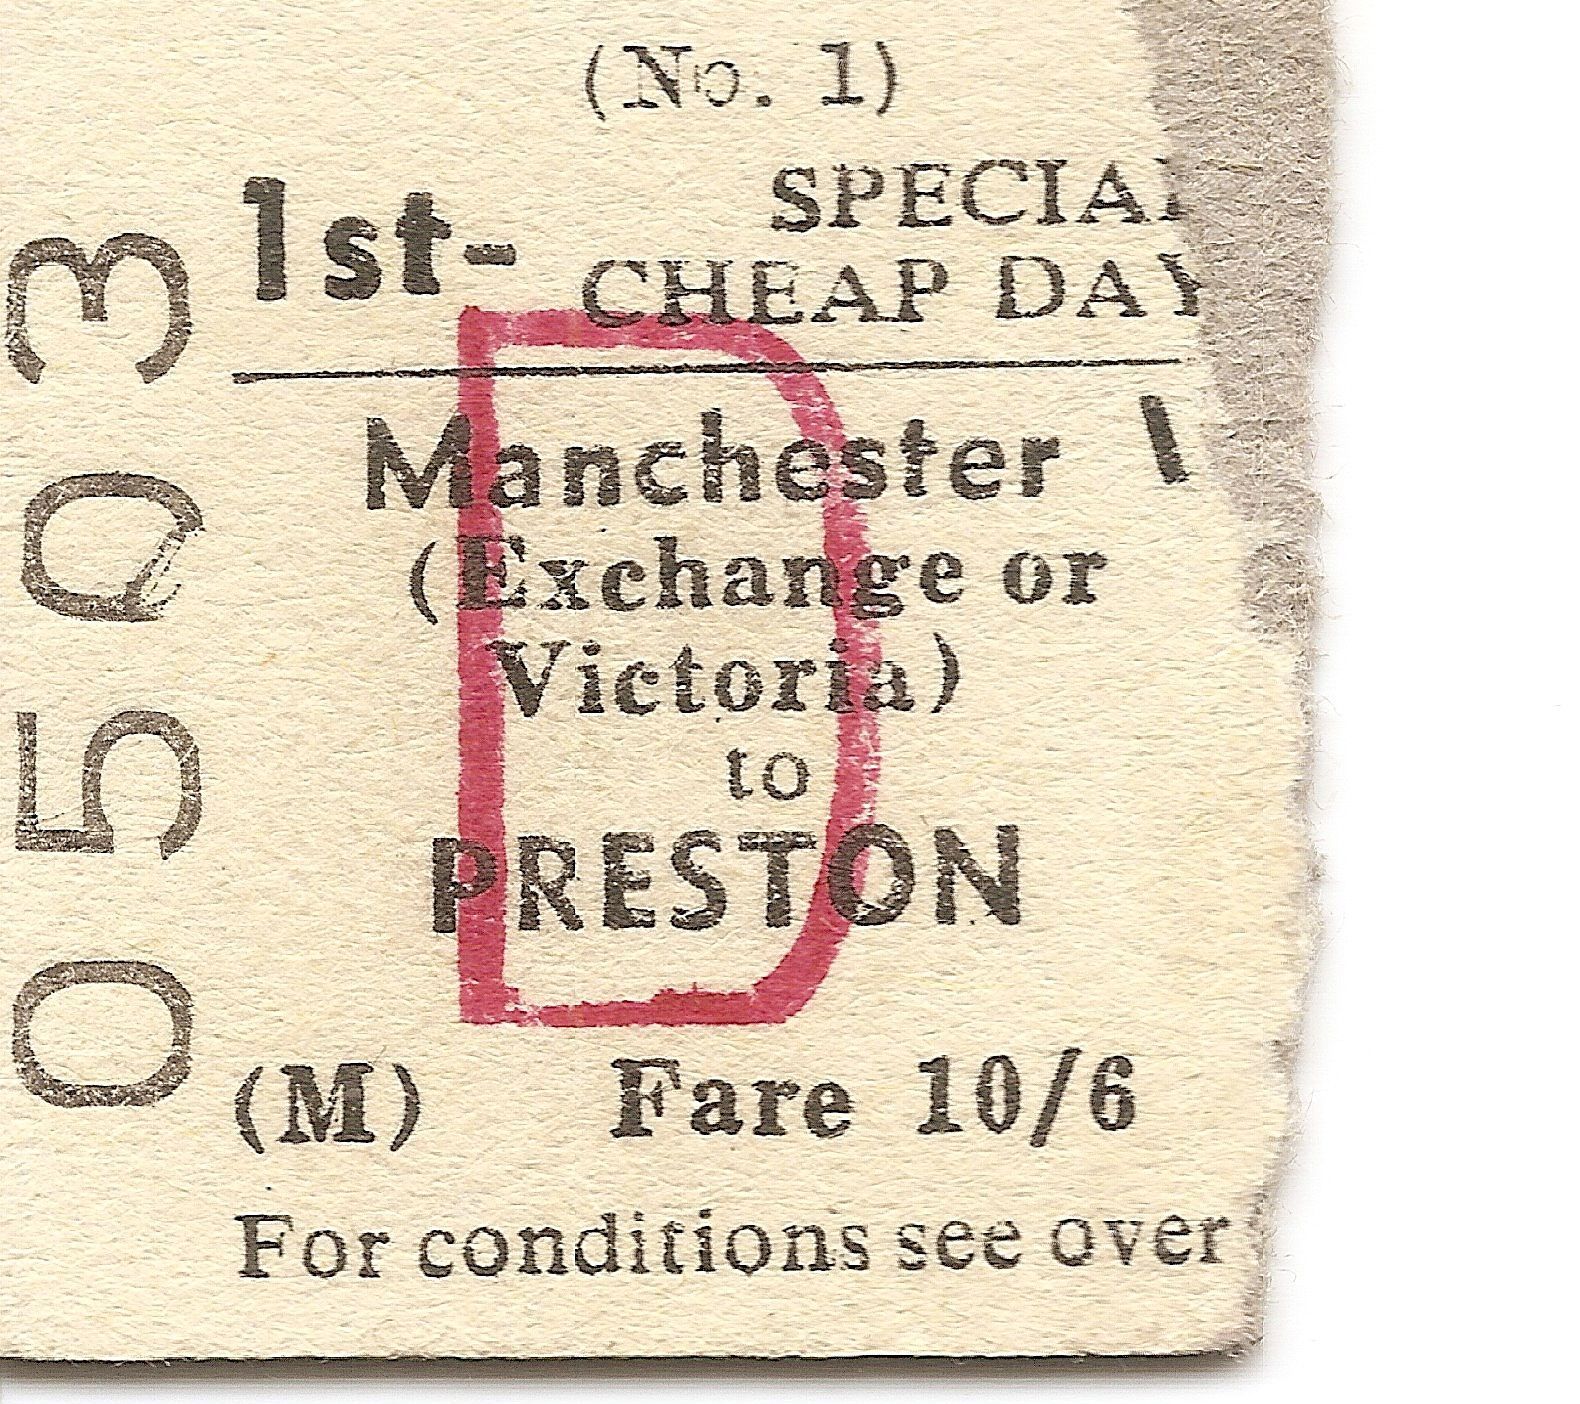 (No. 1)
1st- SPECIAL
CHEAP DAY
Manchester
(Exchange or
Victoria)
to
PRESTON
(M) Fare 10/6
For conditions see over
0503
D